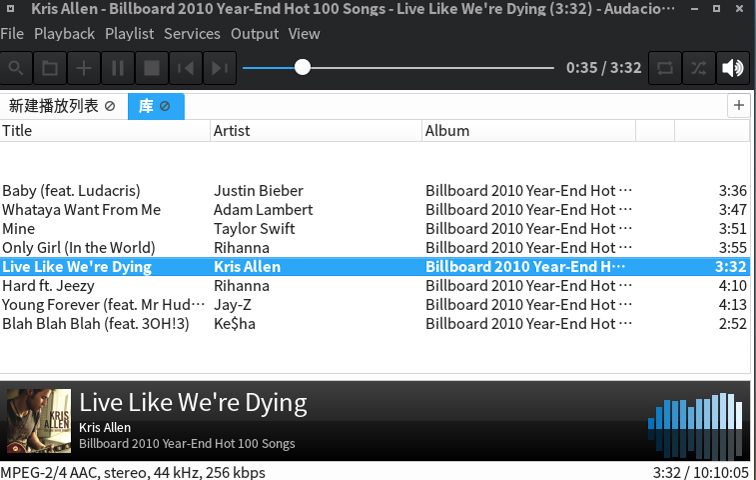 Kris Allen - Billboard 2010 Year-End Hot 100 Songs - Live Like We're Dying (3:32) - Audacio···
File Playback Playlist Services Output View
0:35 / 3:32
新建播放列表 库
Title Artist Album
Baby (feat. Ludacris) Justin Bieber Billboard 2010 Year-End Hot ··· 3:36
Whataya Want From Me Adam Lambert Billboard 2010 Year-End Hot ··· 3:47
Mine Taylor Swift Billboard 2010 Year-End Hot ··· 3:51
Only Girl (In the World) Rihanna Billboard 2010 Year-End Hot ··· 3:55
Live Like We're Dying Kris Allen Billboard 2010 Year-End H··· 3:32
Hard ft. Jeezy Rihanna Billboard 2010 Year-End Hot ··· 4:10
Young Forever (feat. Mr Hud··· Jay-Z Billboard 2010 Year-End Hot ··· 4:13
Blah Blah Blah (feat. 3OH!3) Ke$ha Billboard 2010 Year-End Hot ··· 2:52
KRIS
ALLEN
Live Like We're Dying
Kris Allen
Billboard 2010 Year-End Hot 100 Songs
MPEG-2/4 AAC, stereo, 44 kHz, 256 kbps 3:32 / 10:10:05